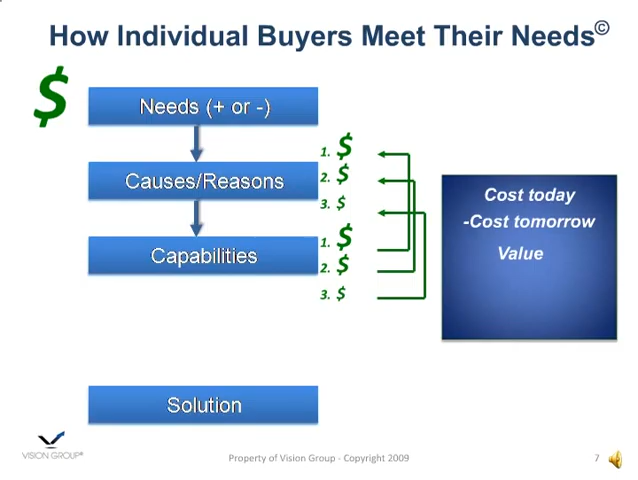 How Individual Buyers Meet Their Needs©
$
Needs (+ or -)
1. $
Causes/Reasons
2. $
3. $
1. $
Capabilities
2. $
3. $
Cost today
-Cost tomorrow
Value
Solution
VISION GROUP®
Property of Vision Group - Copyright 2009
7